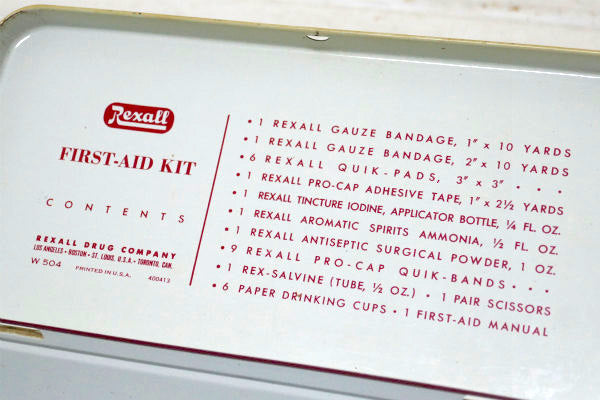 Rexall
FIRST-AID KIT
CONTENTS
REXALL DRUG COMPANY
LOS ANGELES • BOSTON • ST. LOUIS, U.S.A. • TORONTO, CAN.
W 504 PRINTED IN U.S.A. 400413
• 1 REXALL GAUZE BANDAGE, 1" x 10 YARDS
• 1 REXALL GAUZE BANDAGE, 2" x 10 YARDS
• 6 REXALL QUIK-PADS, 3" x 3" • • •
• 1 REXALL PRO-CAP ADHESIVE TAPE, 1" x 2½ YARDS
• 1 REXALL TINCTURE IODINE, APPLICATOR BOTTLE, ¼ FL. OZ.
• 1 REXALL AROMATIC SPIRITS AMMONIA, ½ FL. OZ.
• 1 REXALL ANTISEPTIC SURGICAL POWDER, 1 OZ.
• 9 REXALL PRO-CAP QUIK-BANDS • • •
• 1 REX-SALVINE (TUBE, ½ OZ.) • 1 PAIR SCISSORS
• 6 PAPER DRINKING CUPS • 1 FIRST-AID MANUAL